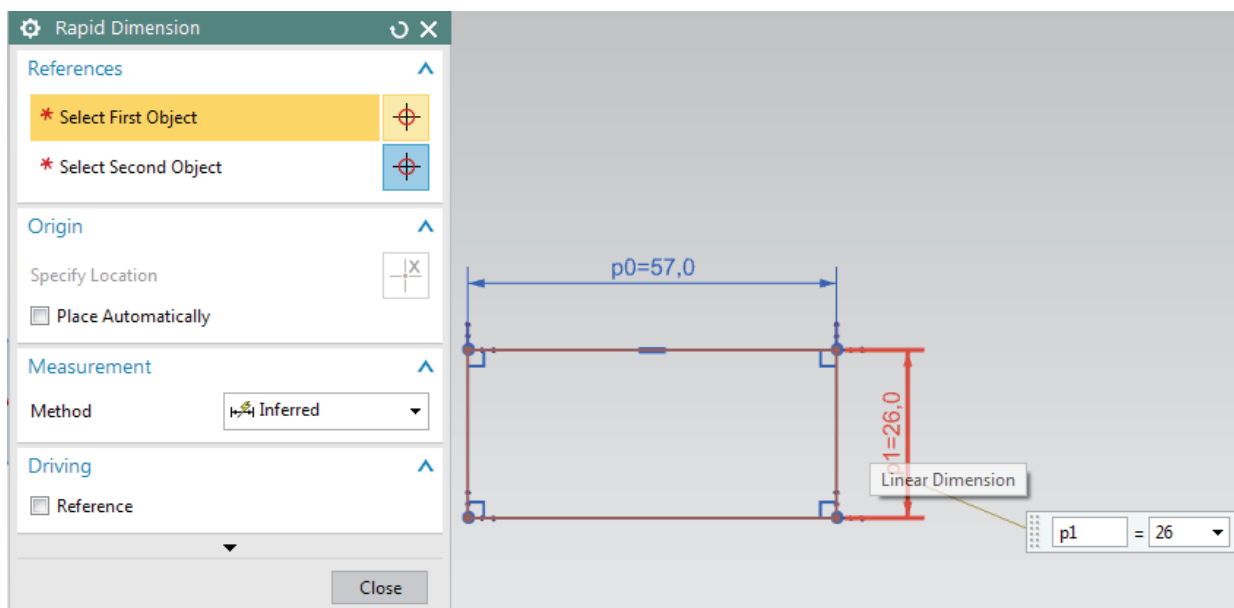 Rapid Dimension
References
* Select First Object
* Select Second Object
Origin
Specify Location
X
Place Automatically
Measurement
Method
Inferred
Driving
Reference
Close
p0=57,0
p1=26,0
Linear Dimension
p1 = 26